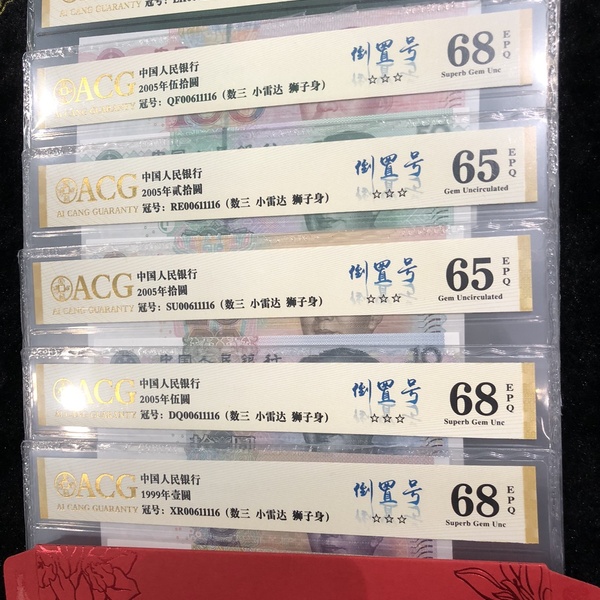 AI CANG GUARANTY
ACG
中国人民银行
2005年伍拾圆
冠号: QF00611116 (数三 小雷达 狮子身)
倒置号
☆☆☆
68
EPQ
Superb Gem Unc
AI CANG GUARANTY
ACG
中国人民银行
2005年贰拾圆
冠号: RE00611116 (数三 小雷达 狮子身)
倒置号
☆☆☆
65
EPQ
Gem Uncirculated
AI CANG GUARANTY
ACG
中国人民银行
2005年拾圆
冠号: SU00611116 (数三 小雷达 狮子身)
倒置号
☆☆☆
65
EPQ
Gem Uncirculated
AI CANG GUARANTY
中国人民银行
10
ACG
中国人民银行
2005年伍圆
冠号: DQ00611116 (数三 小雷达 狮子身)
倒置号
☆☆☆
68
EPQ
Superb Gem Unc
ACG
中国人民银行
1999年壹圆
冠号: XR00611116 (数三 小雷达 狮子身)
倒置号
☆☆☆
68
EPQ
Superb Gem Unc
AI CANG GUARANTY